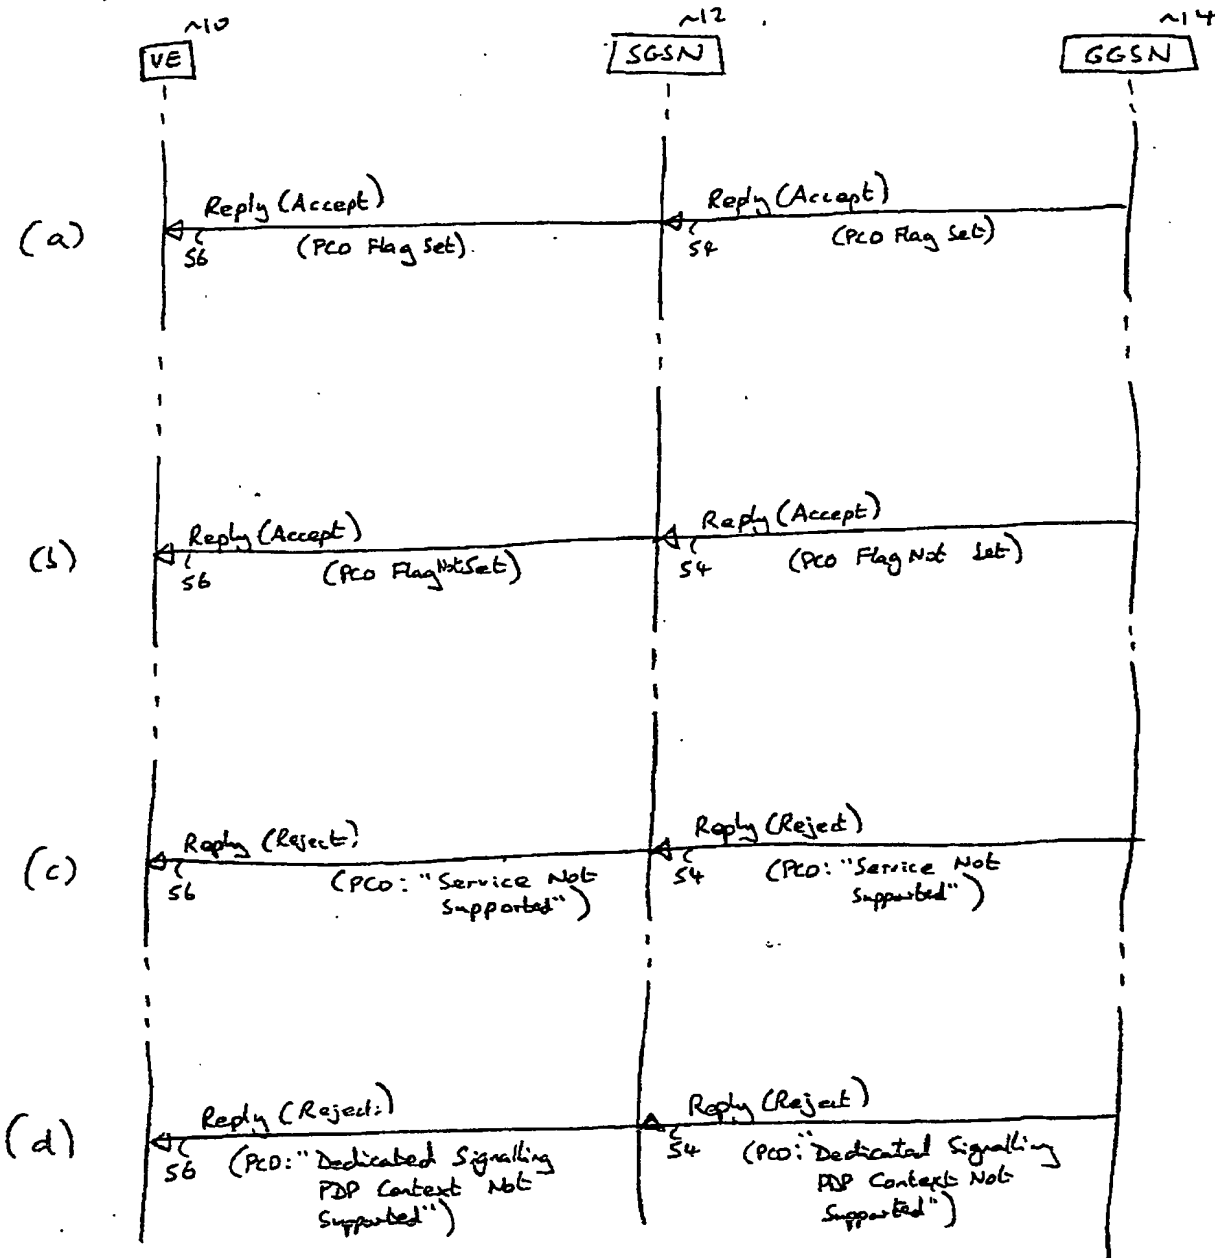 ~10
~12
~14
UE
SGSN
GGSN
(a)
Reply (Accept)
56
(PCO Flag Set)
Reply (Accept)
54
(PCO Flag Set)
(b)
Reply (Accept)
56
(PCO Flag Not Set)
Reply (Accept)
54
(PCO Flag Not Set)
(c)
Reply (Reject)
56
(PCO: "Service Not
Supported")
Reply (Reject)
54
(PCO: "Service Not
Supported")
(d)
Reply (Reject)
56
(PCO: "Dedicated Signalling
PDP Context Not
Supported")
Reply (Reject)
54
(PCO: "Dedicated Signalling
PDP Context Not
Supported")